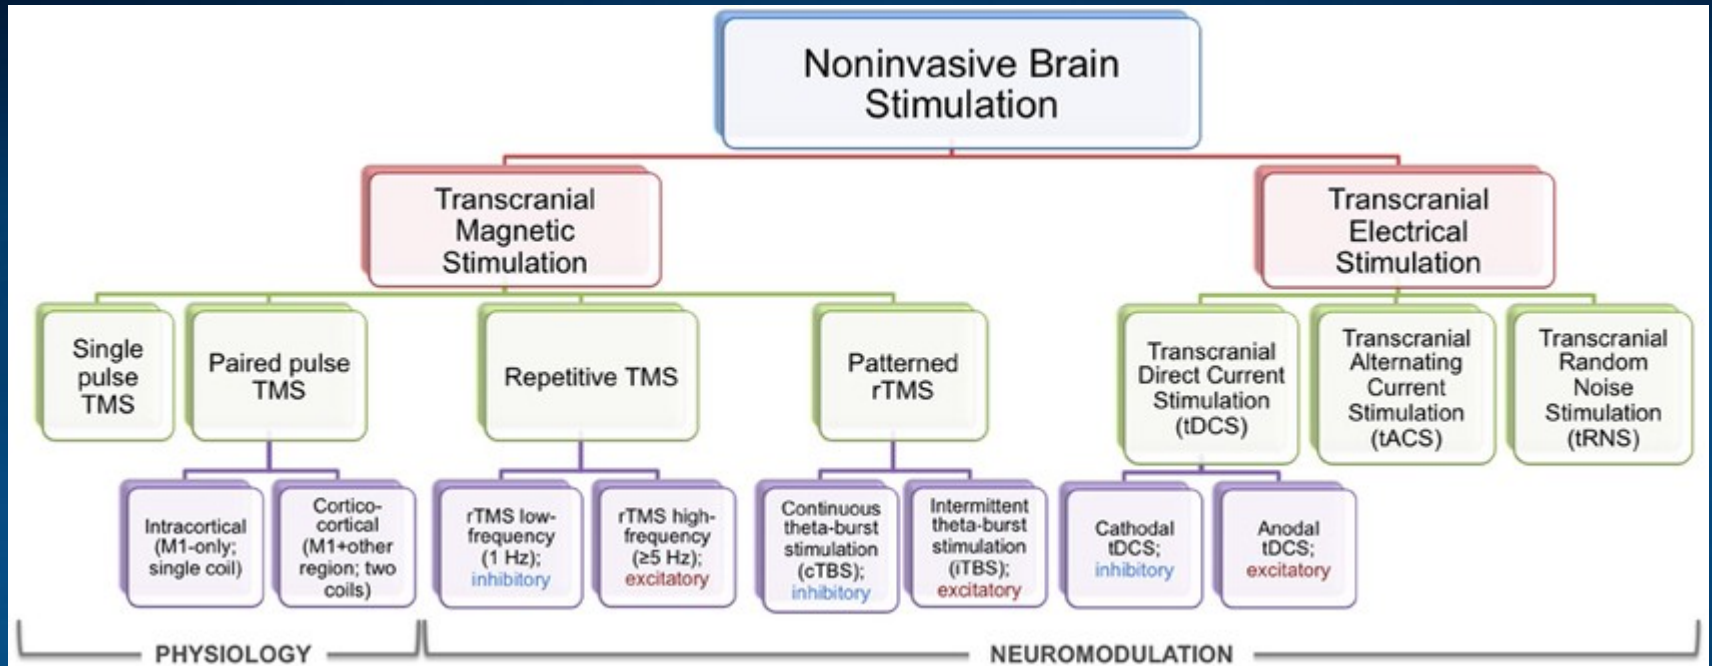 Noninvasive Brain
Stimulation
Transcranial
Magnetic
Stimulation
Transcranial
Electrical
Stimulation
Single
pulse
TMS
Paired pulse
TMS
Repetitive TMS
Patterned
rTMS
Transcranial
Direct Current
Stimulation
(tDCS)
Transcranial
Alternating
Current
Stimulation
(tACS)
Transcranial
Random
Noise
Stimulation
(tRNS)
Intracortical
(M1-only;
single coil)
Cortico-
cortical
(M1+other
region; two
coils)
rTMS low-
frequency
(1 Hz);
inhibitory
rTMS high-
frequency
(≥5 Hz);
excitatory
Continuous
theta-burst
stimulation
(cTBS);
inhibitory
Intermittent
theta-burst
stimulation
(iTBS);
excitatory
Cathodal
tDCS;
inhibitory
Anodal
tDCS;
excitatory
PHYSIOLOGY
NEUROMODULATION